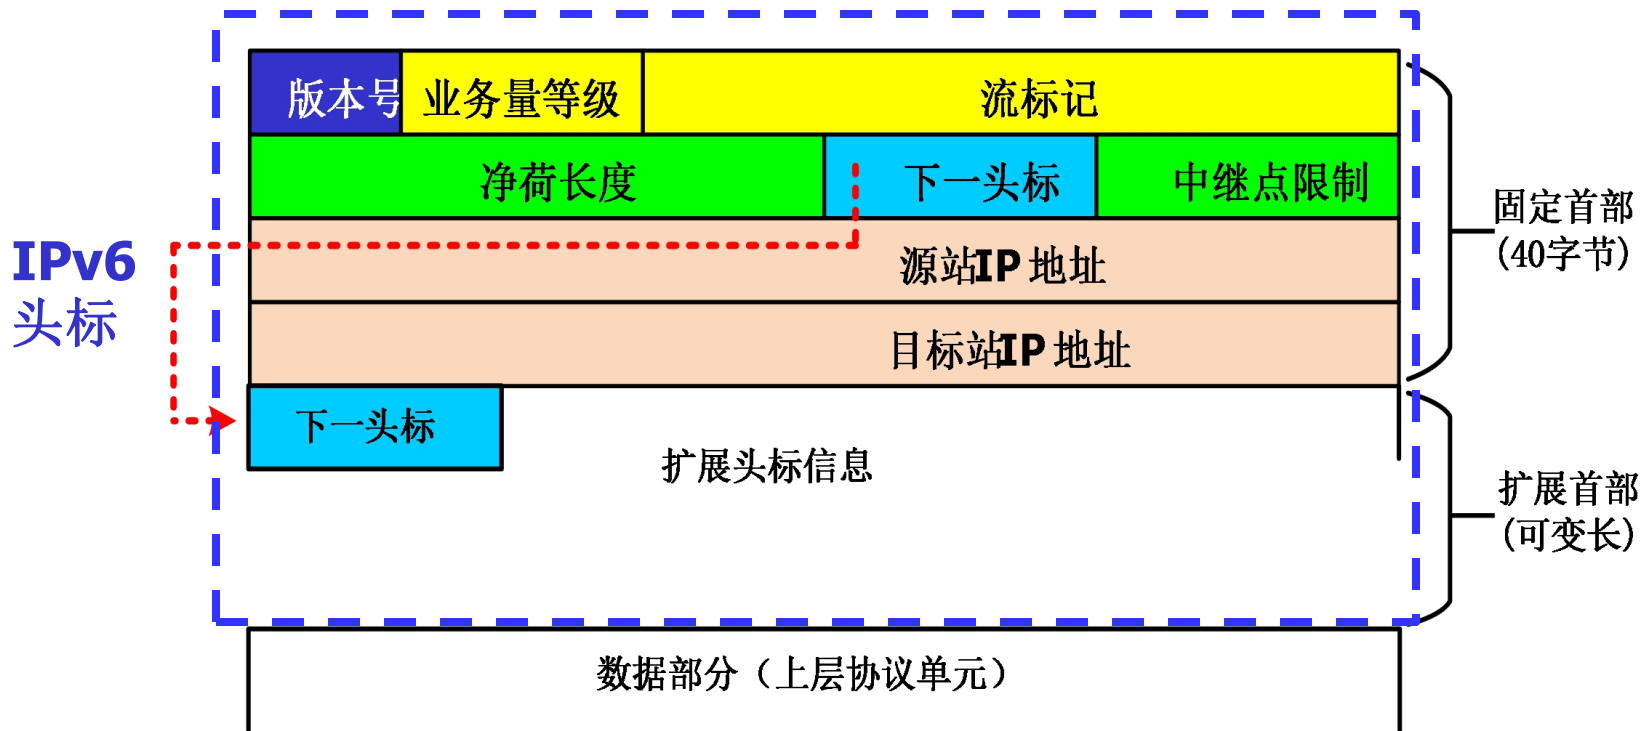 版本号
业务量等级
流标记
净荷长度
下一头标
中继点限制
源站IP 地址
目标站IP 地址
固定首部
(40字节)
IPv6
头标
下一头标
扩展头标信息
扩展首部
(可变长)
数据部分（上层协议单元）